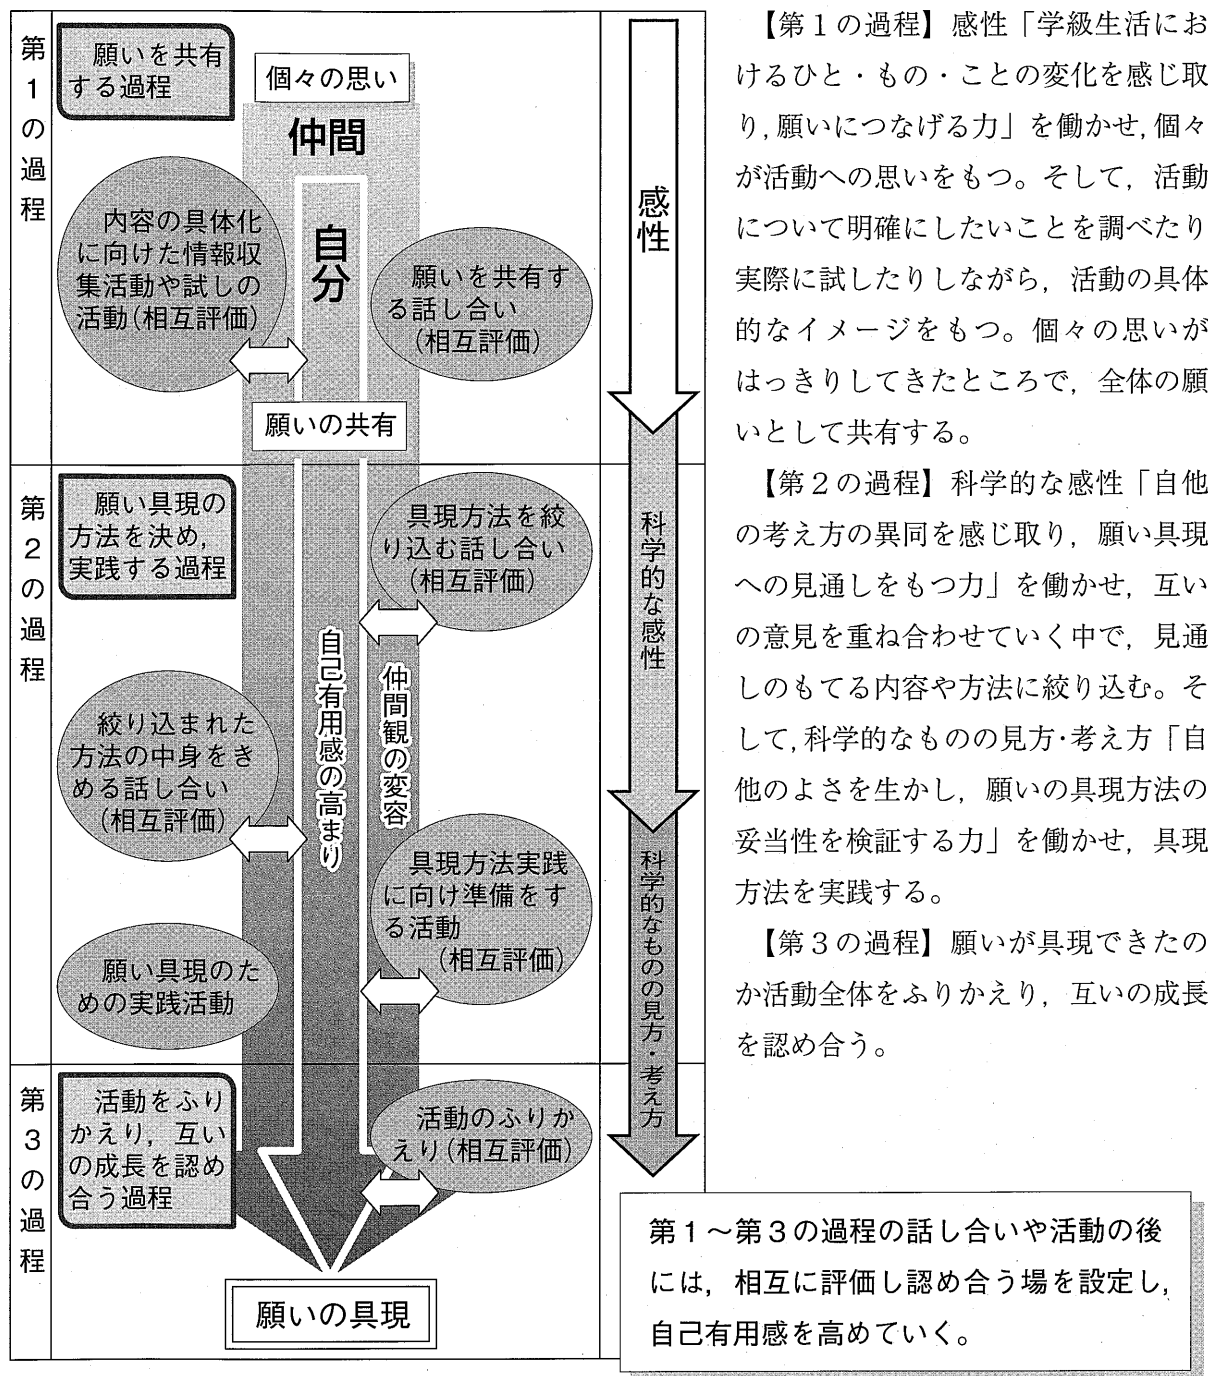 第1の過程
願いを共有
する過程
個々の思い
仲間
自分
内容の具体化
に向けた情報収
集活動や試しの
活動(相互評価)
願いを共有す
る話し合い
(相互評価)
願いの共有
感性
第2の過程
願い具現の
方法を決め,
実践する過程
具現方法を絞
り込む話し合い
(相互評価)
自己有用感の高まり
仲間観の変容
絞り込まれた
方法の中身をき
める話し合い
(相互評価)
具現方法実践
に向け準備をす
る活動
(相互評価)
願い具現のた
めの実践活動
科学的な感性
科学的なものの見方・考え方
第3の過程
活動をふり
かえり,互い
の成長を認め
合う過程
活動のふりか
えり(相互評価)
願いの具現
【第1の過程】感性「学級生活にお
けるひと・もの・ことの変化を感じ取
り,願いにつなげる力」を働かせ,個々
が活動への思いをもつ。そして,活動
について明確にしたいことを調べたり
実際に試したりしながら,活動の具体
的なイメージをもつ。個々の思いが
はっきりしてきたところで,全体の願
いとして共有する。
【第2の過程】科学的な感性「自他
の考え方の異同を感じ取り,願い具現
への見通しをもつ力」を働かせ,互い
の意見を重ね合わせていく中で,見通
しのもてる内容や方法に絞り込む。そ
して,科学的なものの見方・考え方「自
他のよさを生かし,願いの具現方法の
妥当性を検証する力」を働かせ,具現
方法を実践する。
【第3の過程】願いが具現できたの
か活動全体をふりかえり,互いの成長
を認め合う。
第1〜第3の過程の話し合いや活動の後
には,相互に評価し認め合う場を設定し,
自己有用感を高めていく。